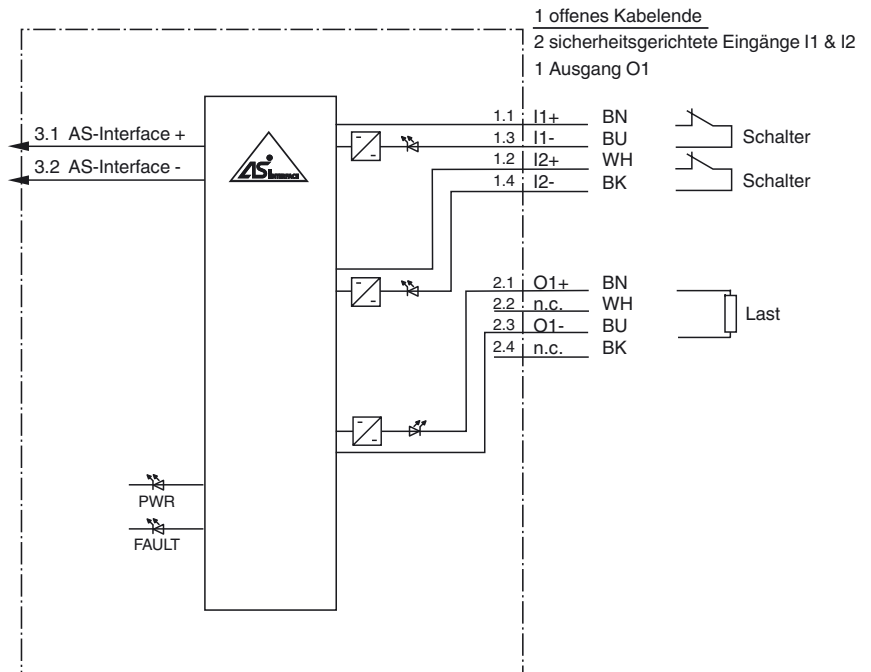 1 offenes Kabelende
2 sicherheitsgerichtete Eingänge I1 & I2
1 Ausgang O1
3.1 AS-Interface +
3.2 AS-Interface -
AS
INTERFACE
1.1 I1+ BN
1.3 I1- BU
Schalter
1.2 I2+ WH
1.4 I2- BK
Schalter
2.1 O1+ BN
2.2 n.c. WH
Last
2.3 O1- BU
2.4 n.c. BK
PWR
FAULT